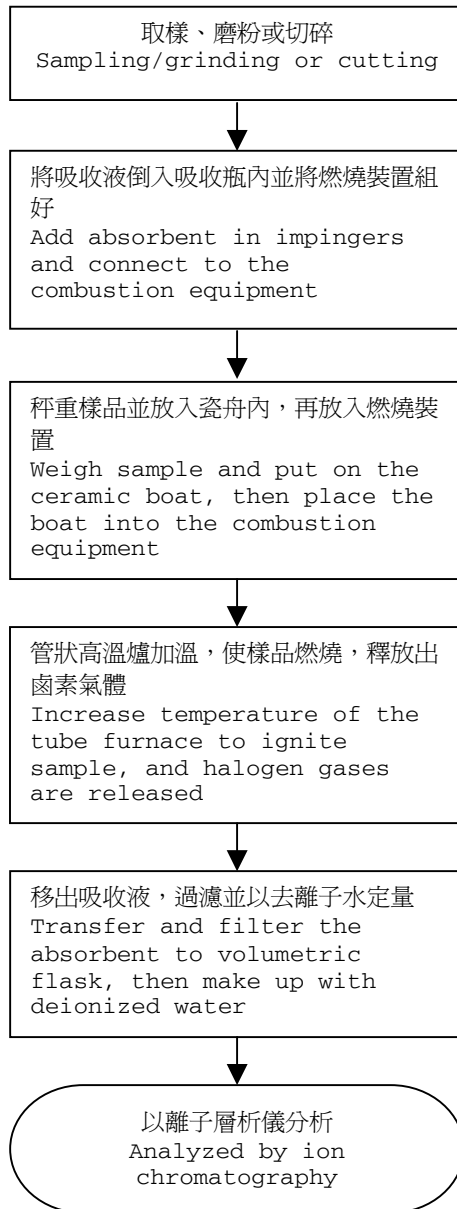 取樣、磨粉或切碎
Sampling/grinding or cutting
將吸收液倒入吸收瓶內並將燃燒裝置組
好
Add absorbent in impingers
and connect to the
combustion equipment
秤重樣品並放入瓷舟內，再放入燃燒裝
置
Weigh sample and put on the
ceramic boat, then place the
boat into the combustion
equipment
管狀高溫爐加溫，使樣品燃燒，釋放出
鹵素氣體
Increase temperature of the
tube furnace to ignite
sample, and halogen gases
are released
移出吸收液，過濾並以去離子水定量
Transfer and filter the
absorbent to volumetric
flask, then make up with
deionized water
以離子層析儀分析
Analyzed by ion
chromatography